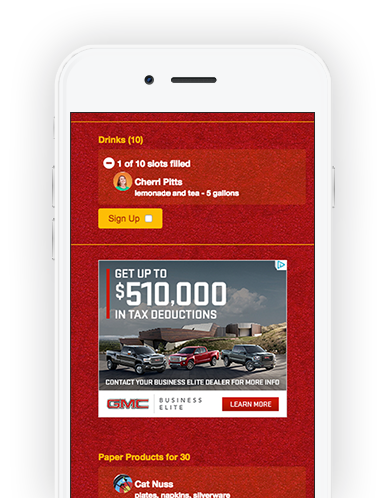 Drinks (10)
1 of 10 slots filled
Cherri Pitts
lemonade and tea - 5 gallons
Sign Up
GET UP TO
$510,000
IN TAX DEDUCTIONS
CONTACT YOUR BUSINESS ELITE DEALER FOR MORE INFO
GMC BUSINESS ELITE LEARN MORE
Paper Products for 30
Cat Nuss
plates, napkins, silverware